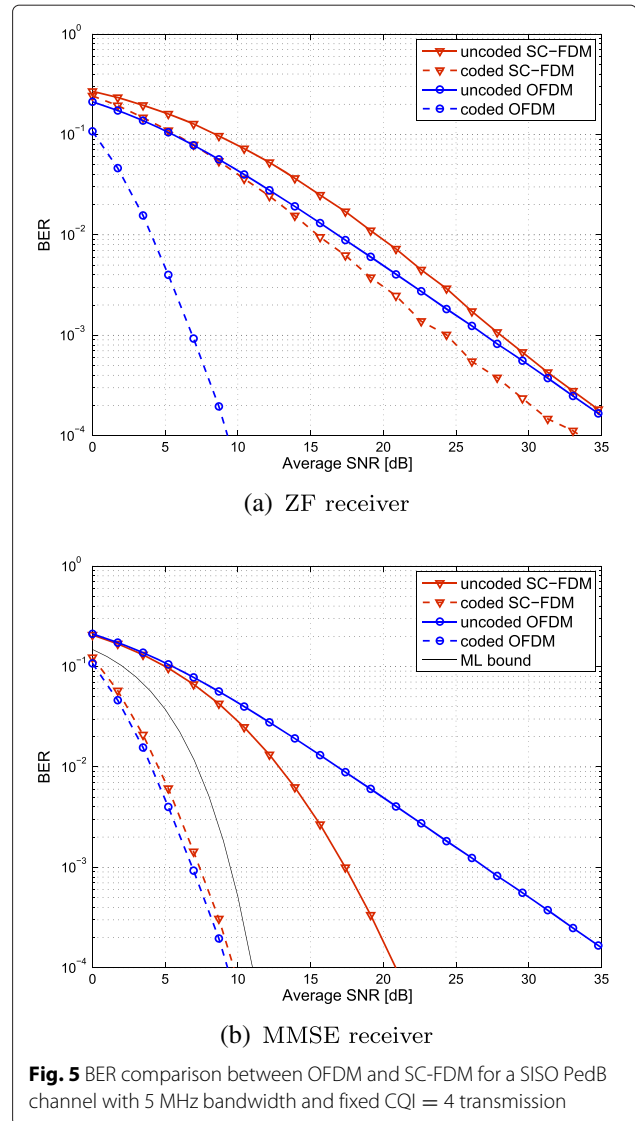 10^0
10^-1
10^-2
10^-3
10^-4
BER
uncoded SC−FDM
coded SC−FDM
uncoded OFDM
coded OFDM
0 5 10 15 20 25 30 35
Average SNR [dB]
(a) ZF receiver
10^0
10^-1
10^-2
10^-3
10^-4
BER
uncoded SC−FDM
coded SC−FDM
uncoded OFDM
coded OFDM
ML bound
0 5 10 15 20 25 30 35
Average SNR [dB]
(b) MMSE receiver
Fig. 5 BER comparison between OFDM and SC-FDM for a SISO PedB
channel with 5 MHz bandwidth and fixed CQI = 4 transmission